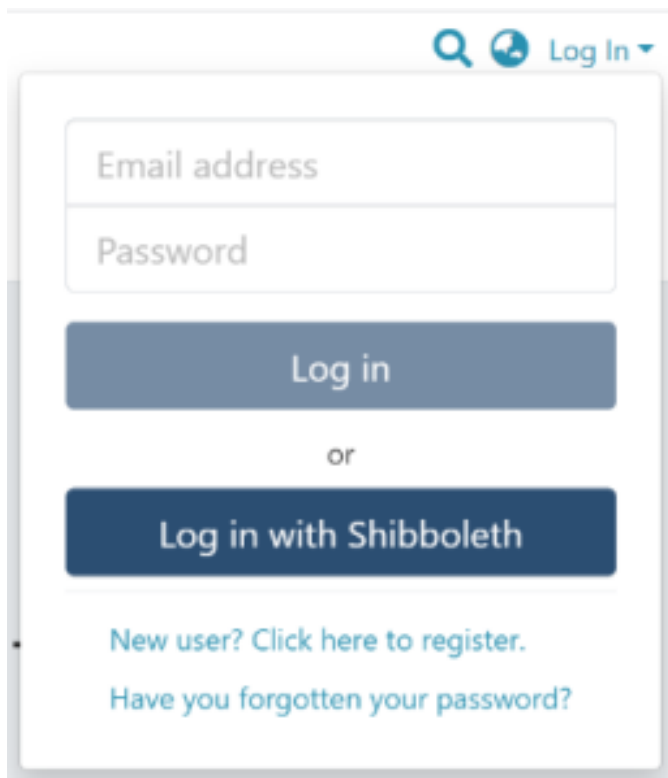 Log In
Email address
Password
Log in
or
Log in with Shibboleth
New user? Click here to register.
Have you forgotten your password?